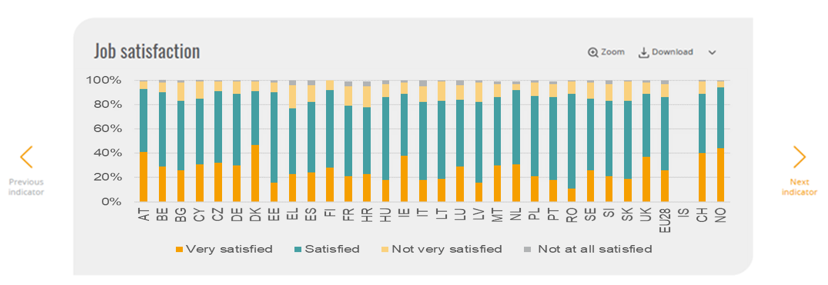 Job satisfaction
Zoom
Download
100%
80%
60%
40%
20%
0%
AT BE BG CY CZ DE DK EE EL ES FI FR HR HU IE IT LT LU LV MT NL PL PT RO SE SI SK UK EU28 IS CH NO
Very satisfied Satisfied Not very satisfied Not at all satisfied
Previous
indicator
Next
indicator